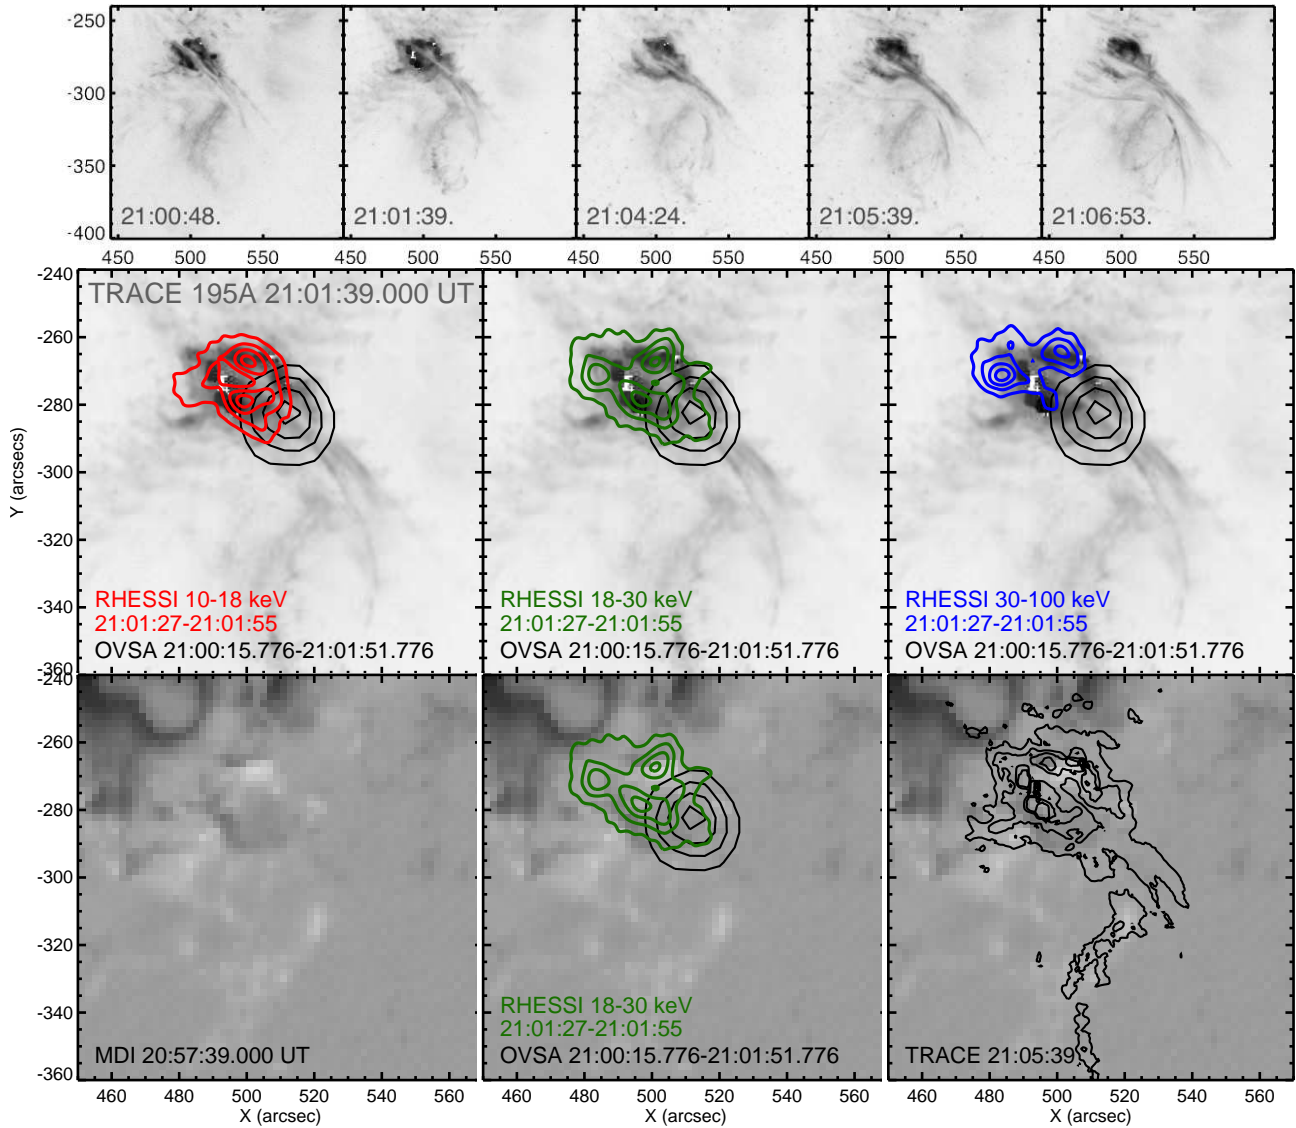 -250
-300
-350
-400
21:00:48.
21:01:39.
21:04:24.
21:05:39.
21:06:53.
450 500 550 450 500 550 450 500 550 450 500 550 450 500 550
-240
-260
-280
-300
-320
-340
-360
Y (arcsecs)
TRACE 195A 21:01:39.000 UT
RHESSI 10-18 keV
21:01:27-21:01:55
OVSA 21:00:15.776-21:01:51.776
RHESSI 18-30 keV
21:01:27-21:01:55
OVSA 21:00:15.776-21:01:51.776
RHESSI 30-100 keV
21:01:27-21:01:55
OVSA 21:00:15.776-21:01:51.776
-240
-260
-280
-300
-320
-340
-360
MDI 20:57:39.000 UT
RHESSI 18-30 keV
21:01:27-21:01:55
OVSA 21:00:15.776-21:01:51.776
TRACE 21:05:39
460 480 500 520 540 560 460 480 500 520 540 560 460 480 500 520 540 560
X (arcsec) X (arcsec) X (arcsec)